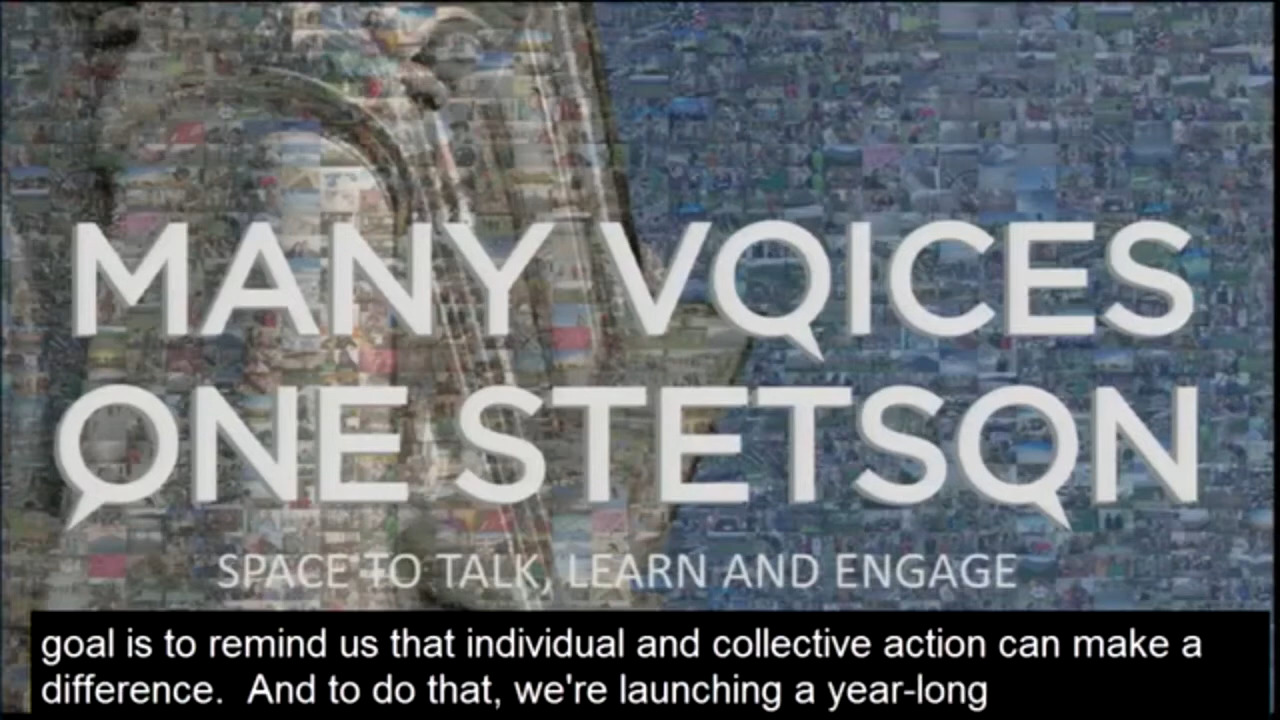 MANY VOICES
ONE STETSON
SPACE TO TALK, LEARN AND ENGAGE
goal is to remind us that individual and collective action can make a
difference.  And to do that, we're launching a year-long